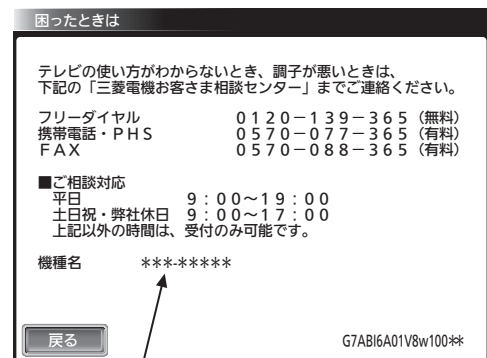 困ったときは
テレビの使い方がわからないとき、調子が悪いときは、
下記の「三菱電機お客さま相談センター」までご連絡ください。
フリーダイヤル 0120－139－365（無料）
携帯電話・PHS 0570－077－365（有料）
FAX 0570－088－365（有料）
■ご相談対応
平日 9：00～19：00
土日祝・弊社休日 9：00～17：00
上記以外の時間は、受付のみ可能です。
機種名 ***-*****
戻る G7ABI6A01V8w100**